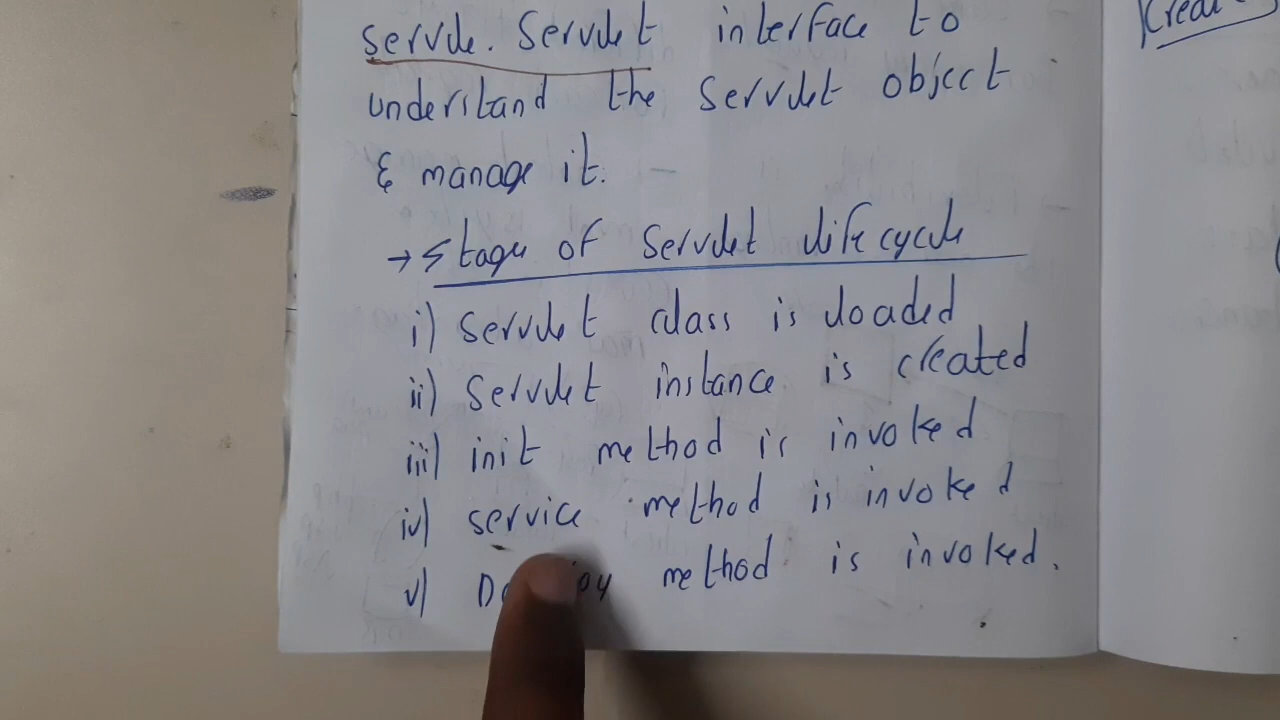 servle. Servlet interface to
understand the servlet object
& manage it.
→ Stage of Servlet life cycle
i) Servlet class is loaded
ii) Servlet instance is created
iii) init method is invoked
iv) service method is invoked
v) method is invoked.